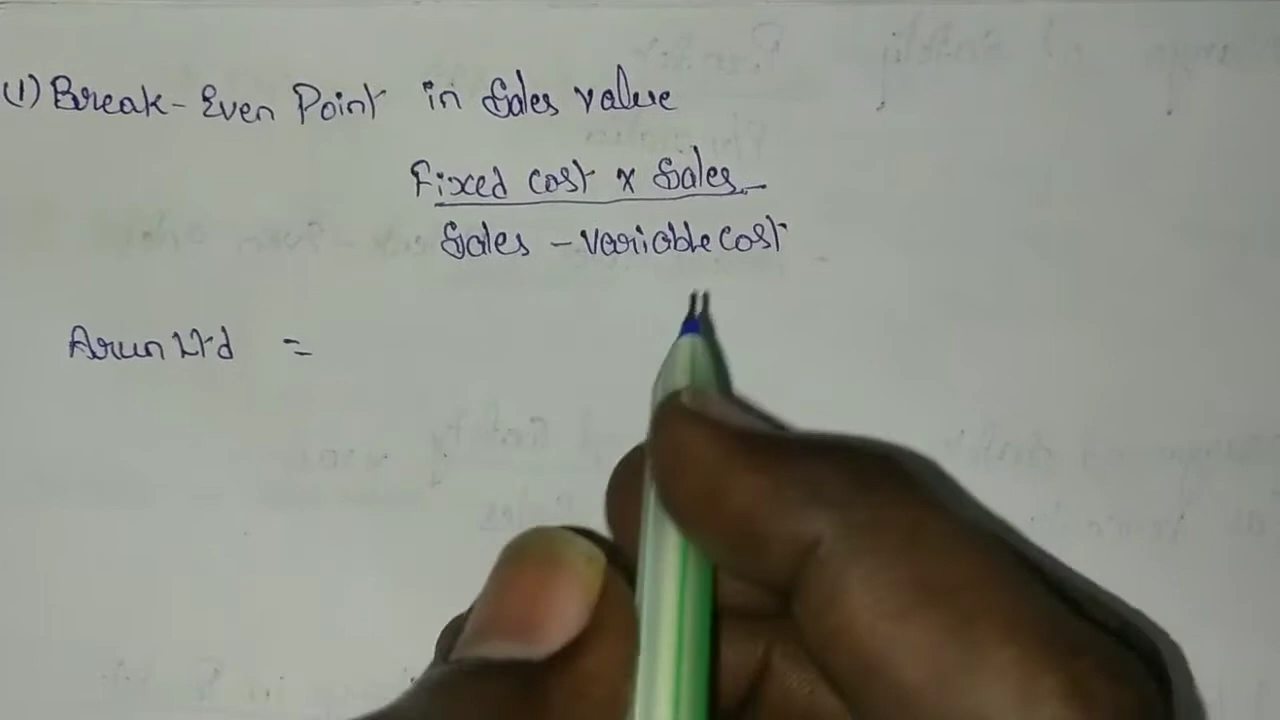 (1) Break-Even Point in Sales value
Fixed cost x Sales
Sales - variable cost
Arun Ltd =